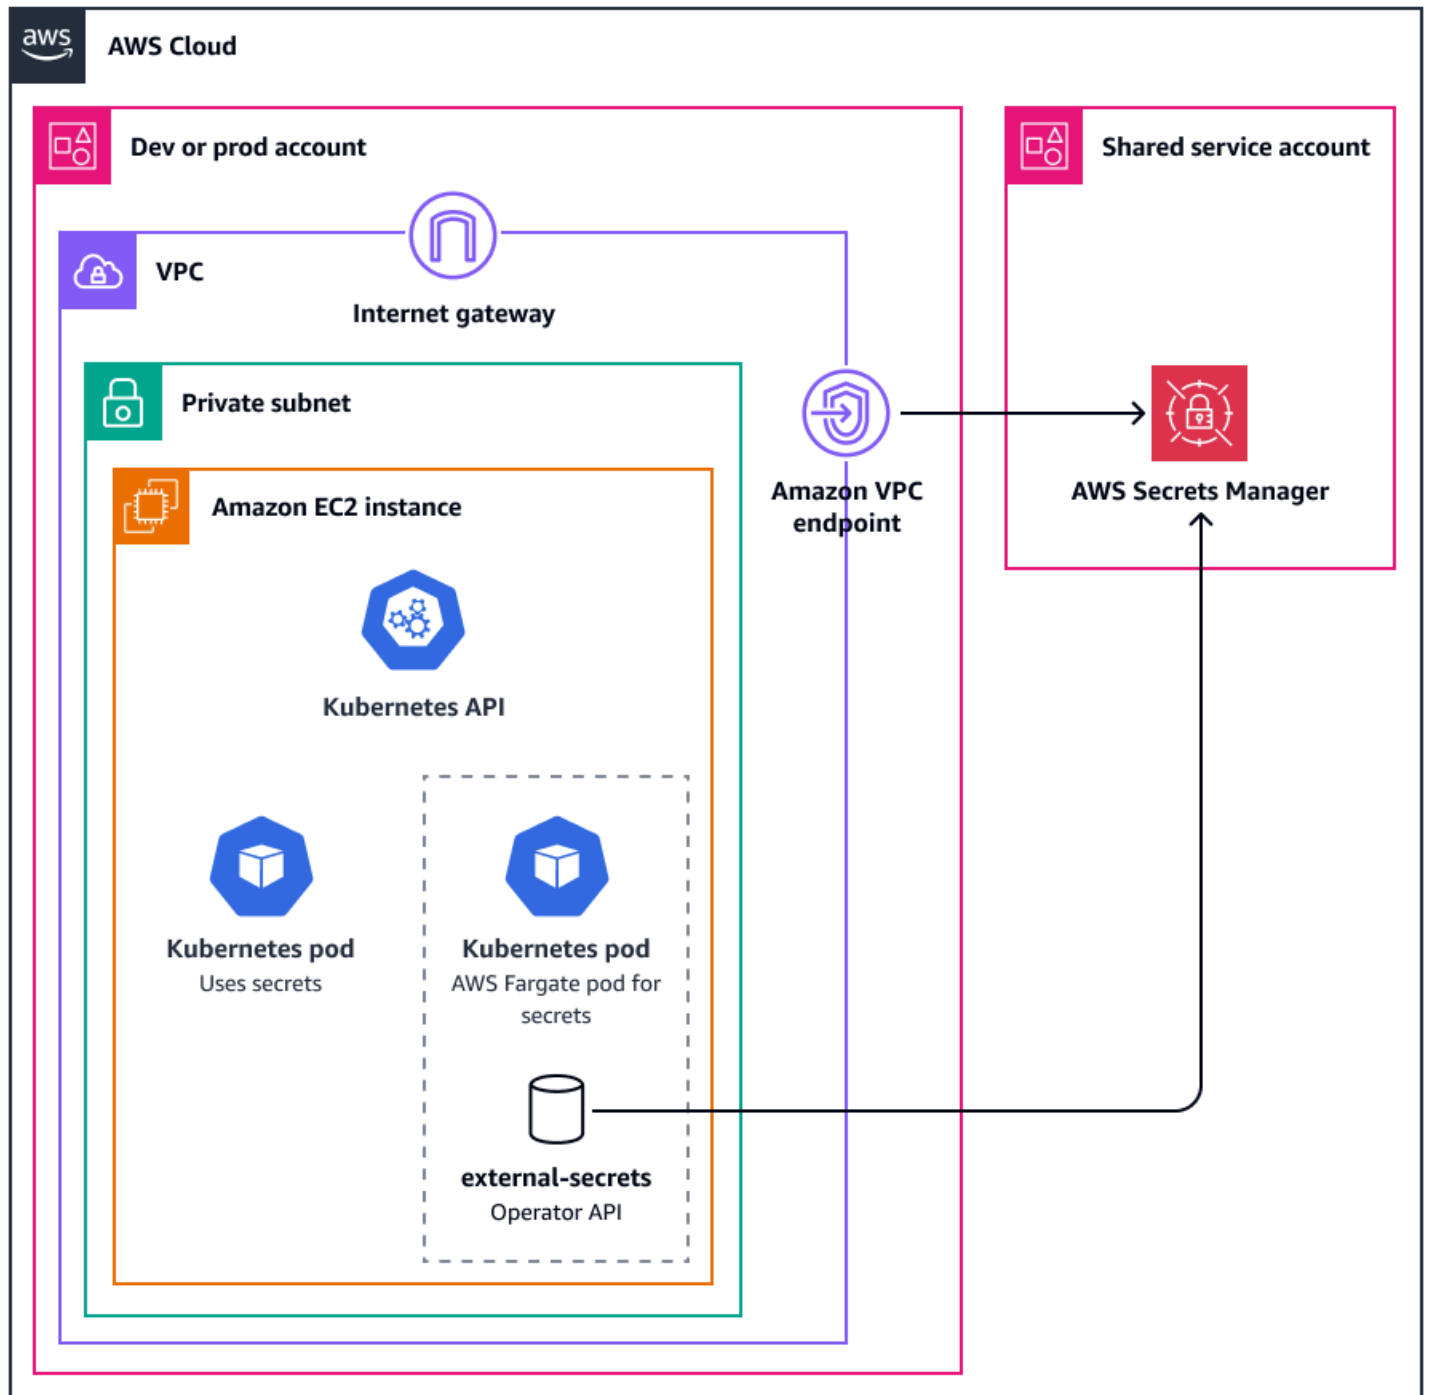 aws
AWS Cloud
Dev or prod account
Shared service account
VPC
Internet gateway
Private subnet
Amazon EC2 instance
Amazon VPC
endpoint
AWS Secrets Manager
Kubernetes API
Kubernetes pod
Uses secrets
Kubernetes pod
AWS Fargate pod for
secrets
external-secrets
Operator API